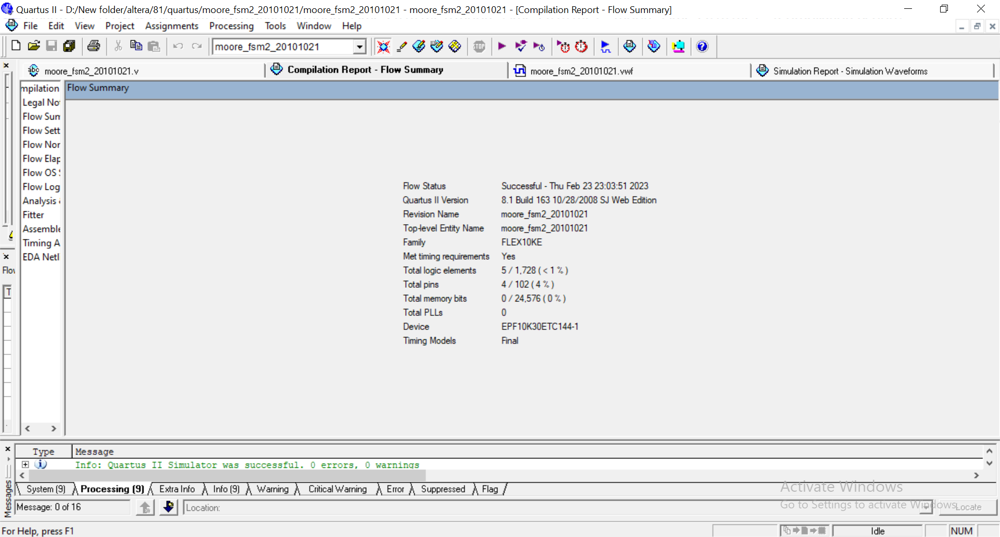 Quartus II - D:/New folder/altera/81/quartus/moore_fsm2_20101021/moore_fsm2_20101021 - moore_fsm2_20101021 - [Compilation Report - Flow Summary]
File Edit View Project Assignments Processing Tools Window Help
moore_fsm2_20101021
STOP
abc moore_fsm2_20101021.v
Compilation Report - Flow Summary
moore_fsm2_20101021.vwf
Simulation Report - Simulation Waveforms
mpilation
Legal No
Flow Sum
Flow Sett
Flow Nor
Flow Elap
Flow OS
Flow Log
Analysis
Fitter
Assemble
Timing A
EDA Netl
Flow
T
Flow Summary
Flow Status Successful - Thu Feb 23 23:03:51 2023
Quartus II Version 8.1 Build 163 10/28/2008 SJ Web Edition
Revision Name moore_fsm2_20101021
Top-level Entity Name moore_fsm2_20101021
Family FLEX10KE
Met timing requirements Yes
Total logic elements 5 / 1,728 ( < 1 % )
Total pins 4 / 102 ( 4 % )
Total memory bits 0 / 24,576 ( 0 % )
Total PLLs 0
Device EPF10K30ETC144-1
Timing Models Final
Type Message
Info: Quartus II Simulator was successful. 0 errors, 0 warnings
System (9) Processing (9) Extra Info Info (9) Warning Critical Warning Error Suppressed Flag
Messages
Message: 0 of 16
Location:
Locate
Activate Windows
Go to Settings to activate Windows.
For Help, press F1
Idle
NUM